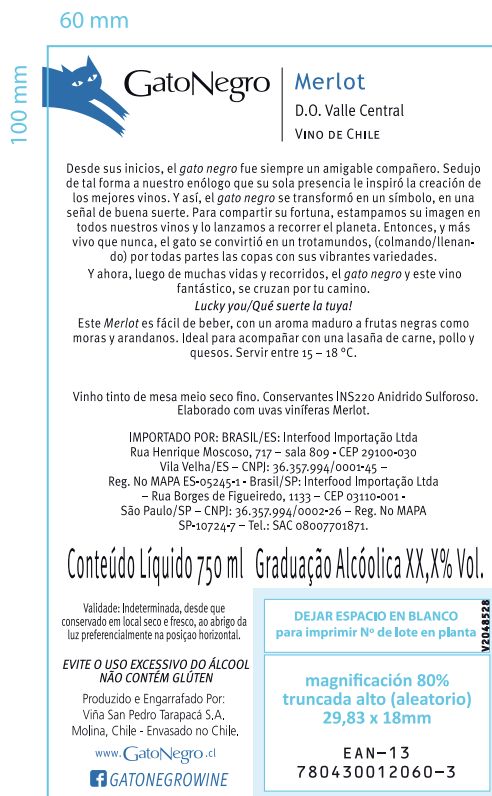 60 mm
100 mm
GatoNegro
Merlot
D.O. Valle Central
VINO DE CHILE
Desde sus inicios, el gato negro fue siempre un amigable compañero. Sedujo
de tal forma a nuestro enólogo que su sola presencia le inspiró la creación de
los mejores vinos. Y así, el gato negro se transformó en un símbolo, en una
señal de buena suerte. Para compartir su fortuna, estampamos su imagen en
todos nuestros vinos y lo lanzamos a recorrer el planeta. Entonces, y más
vivo que nunca, el gato se convirtió en un trotamundos, (colmando/llenan-
do) por todas partes las copas con sus vibrantes variedades.
Y ahora, luego de muchas vidas y recorridos, el gato negro y este vino
fantástico, se cruzan por tu camino.
Lucky you/Qué suerte la tuya!
Este Merlot es fácil de beber, con un aroma maduro a frutas negras como
moras y arandanos. Ideal para acompañar con una lasaña de carne, pollo y
quesos. Servir entre 15 – 18 °C.
Vinho tinto de mesa meio seco fino. Conservantes INS220 Anidrido Sulforoso.
Elaborado com uvas viníferas Merlot.
IMPORTADO POR: BRASIL/ES: Interfood Importação Ltda
Rua Henrique Moscoso, 717 – sala 809 - CEP 29100-030
Vila Velha/ES – CNPJ: 36.357.994/0001-45 –
Reg. No MAPA ES-05245-1 - Brasil/SP: Interfood Importação Ltda
– Rua Borges de Figueiredo, 1133 – CEP 03110-001 -
São Paulo/SP – CNPJ: 36.357.994/0002-26 – Reg. No MAPA
SP-10724-7 – Tel.: SAC 08007701871.
Conteúdo Líquido 750 ml Graduação Alcóolica XX,X% Vol.
Validade: Indeterminada, desde que
conservado em local seco e fresco, ao abrigo da
luz preferencialmente na posiçao horizontal.
EVITE O USO EXCESSIVO DO ÁLCOOL
NÃO CONTÉM GLÚTEN
Produzido e Engarrafado Por:
Viña San Pedro Tarapacá S.A.
Molina, Chile - Envasado no Chile.
www.GatoNegro.cl
GATONEGROWINE
DEJAR ESPACIO EN BLANCO
para imprimir Nº de lote en planta
V2048528
magnificación 80%
truncada alto (aleatorio)
29,83 x 18mm
EAN-13
780430012060-3